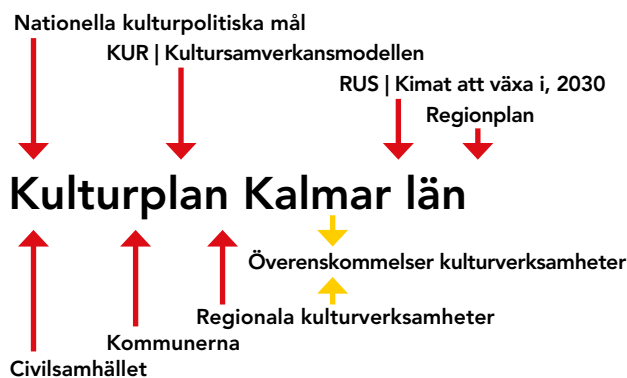 Nationella kulturpolitiska mål
KUR | Kultursamverkansmodellen
RUS | Kimat att växa i, 2030
Regionplan
Kulturplan Kalmar län
Överenskommelser kulturverksamheter
Regionala kulturverksamheter
Kommunerna
Civilsamhället